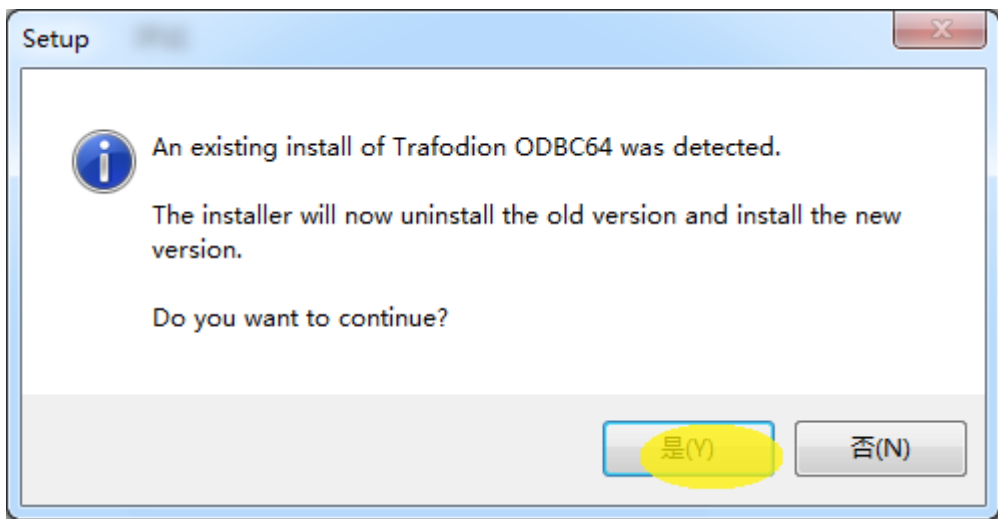 Setup
An existing install of Trafodion ODBC64 was detected.
The installer will now uninstall the old version and install the new
version.
Do you want to continue?
是(Y)
否(N)